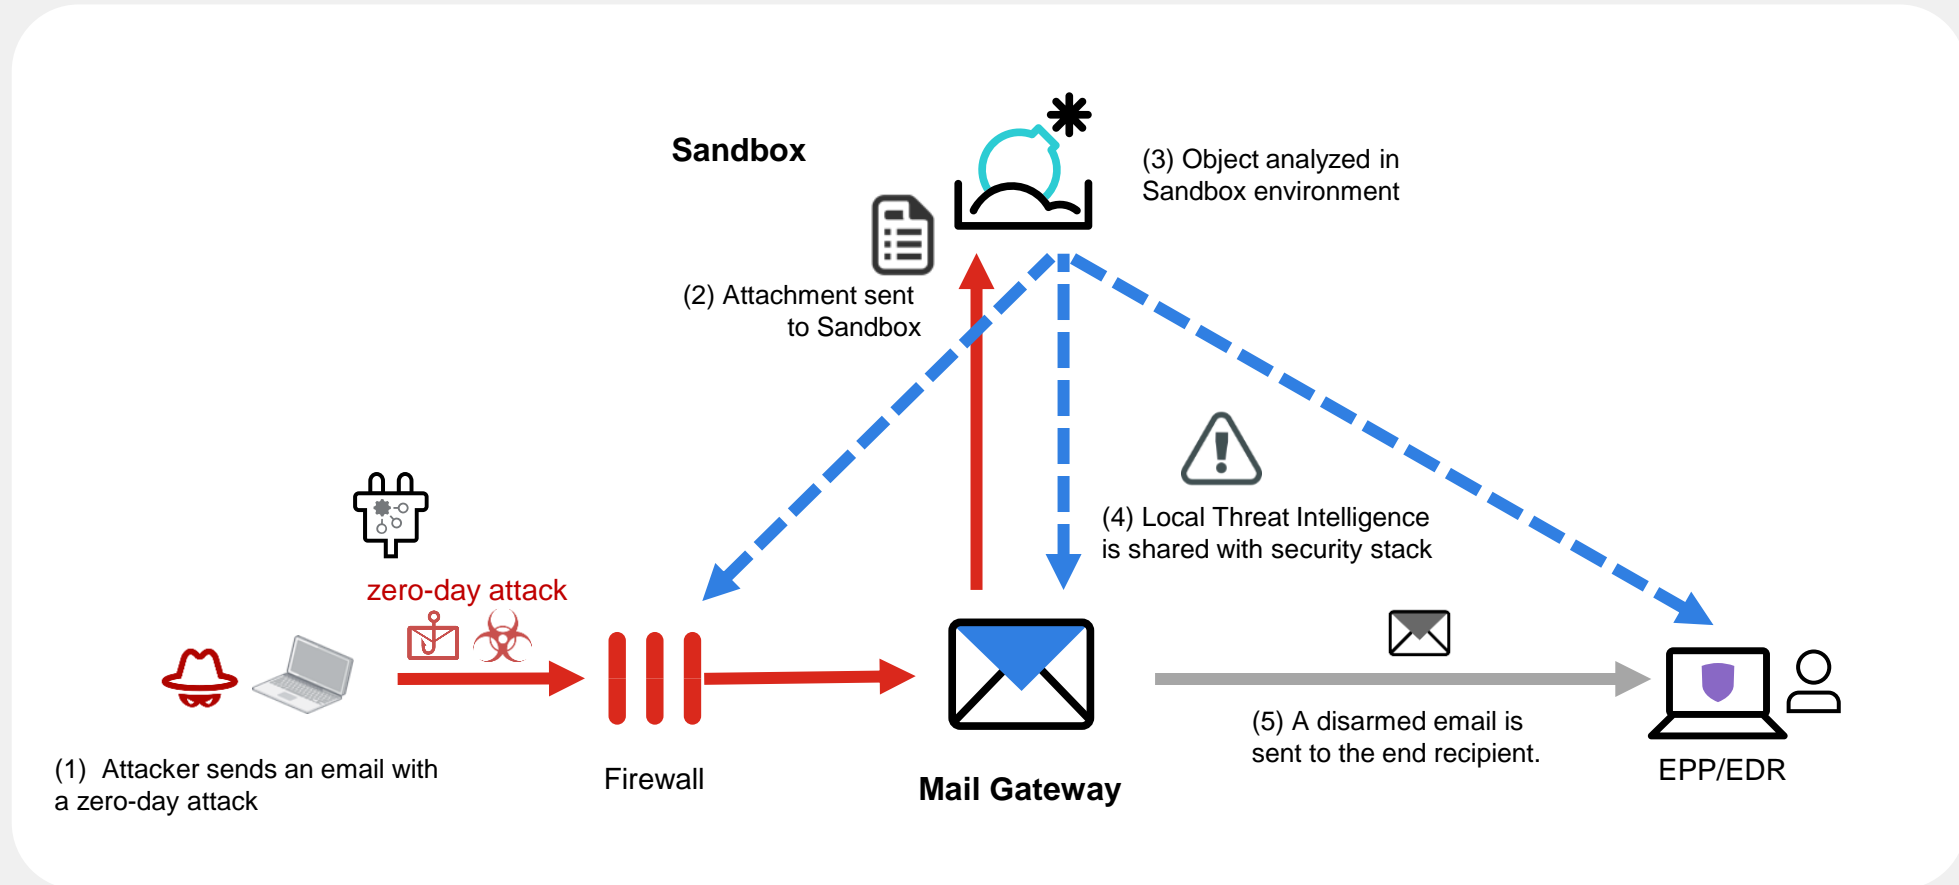 Sandbox
(3) Object analyzed in
Sandbox environment
(2) Attachment sent
to Sandbox
(4) Local Threat Intelligence
is shared with security stack
zero-day attack
(5) A disarmed email is
sent to the end recipient.
(1) Attacker sends an email with
a zero-day attack
Firewall
Mail Gateway
EPP/EDR